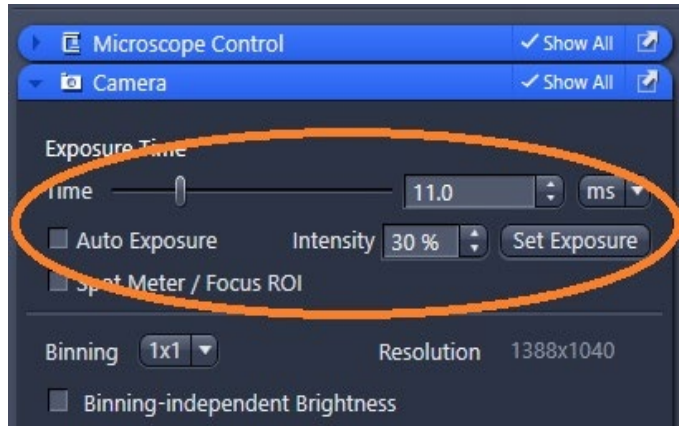 Microscope Control Show All
Camera Show All
Exposure Time
Time 11.0 ms
Auto Exposure Intensity 30 % Set Exposure
Spot Meter / Focus ROI
Binning 1x1 Resolution 1388x1040
Binning-independent Brightness